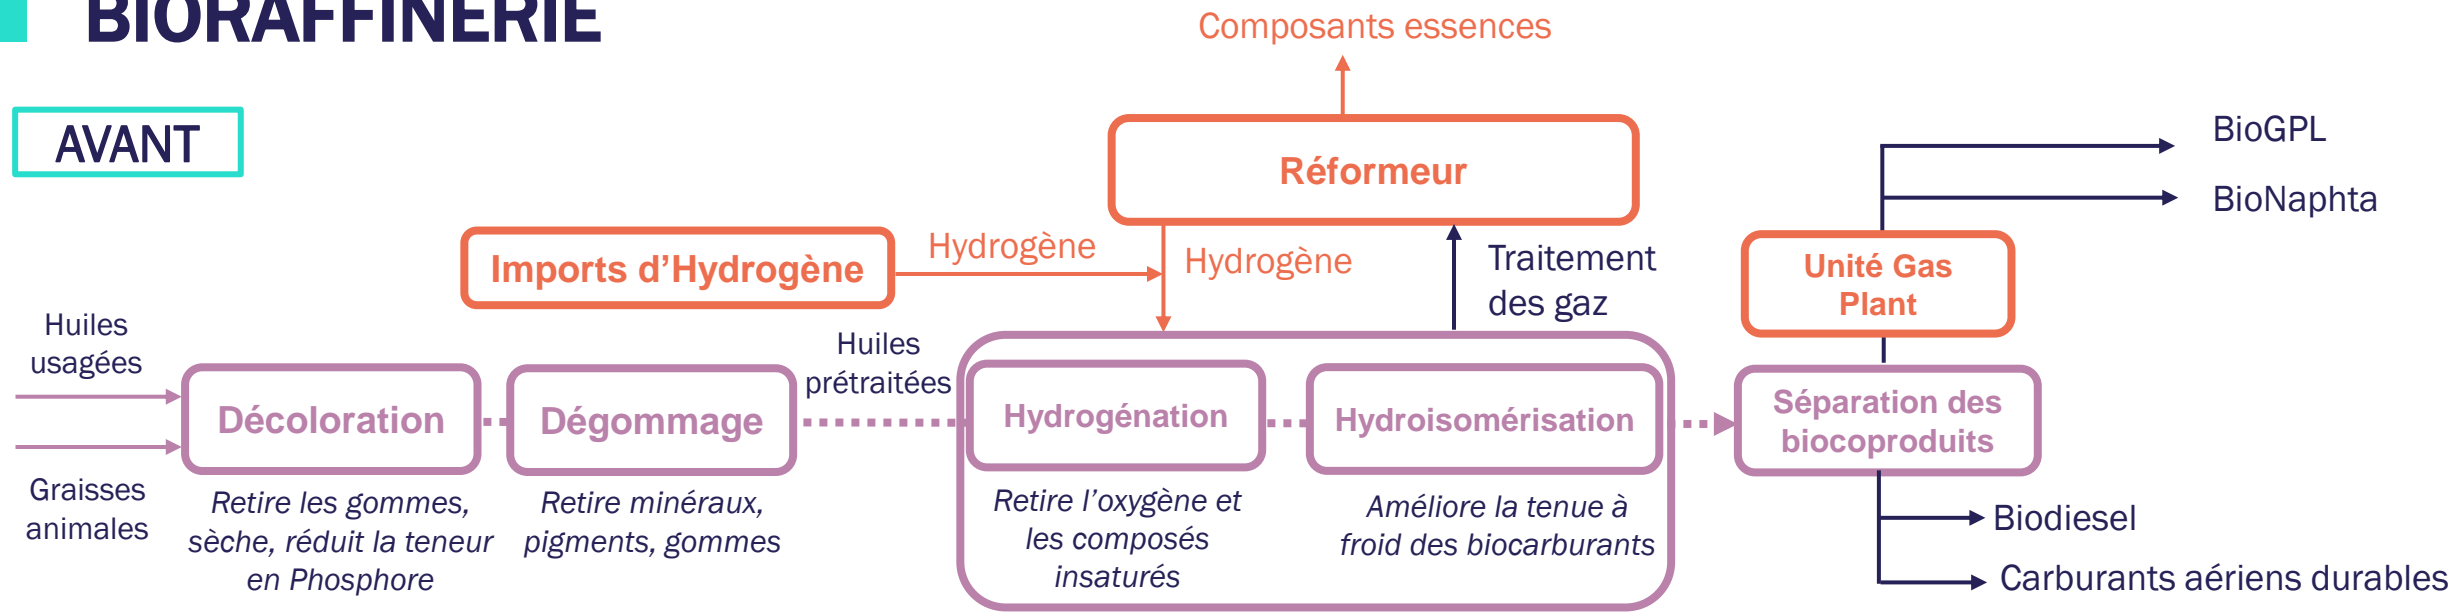 BIORAFFINERIE
AVANT
Composants essences
Réformeur
Imports d’Hydrogène
Hydrogène
Hydrogène
Traitement
des gaz
BioGPL
BioNaphta
Unité Gas
Plant
Huiles
usagées
Graisses
animales
Décoloration
Retire les gommes,
sèche, réduit la teneur
en Phosphore
Dégommage
Retire minéraux,
pigments, gommes
Huiles
prétraitées
Hydrogénation
Retire l’oxygène et
les composés
insaturés
Hydroisomérisation
Améliore la tenue à
froid des biocarburants
Séparation des
biocoproduits
Biodiesel
Carburants aériens durables